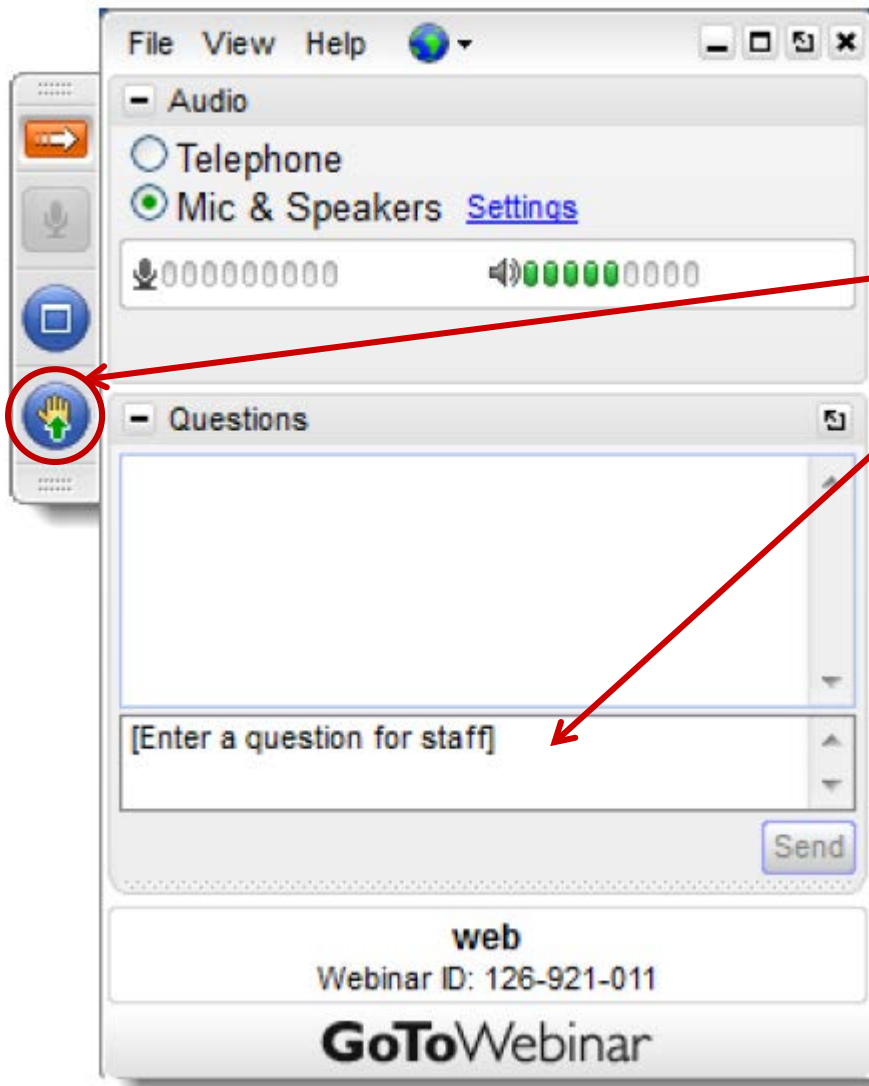 File View Help
Audio
Telephone
Mic & Speakers Settings
Questions
[Enter a question for staff]
Send
web
Webinar ID: 126-921-011
GoToWebinar